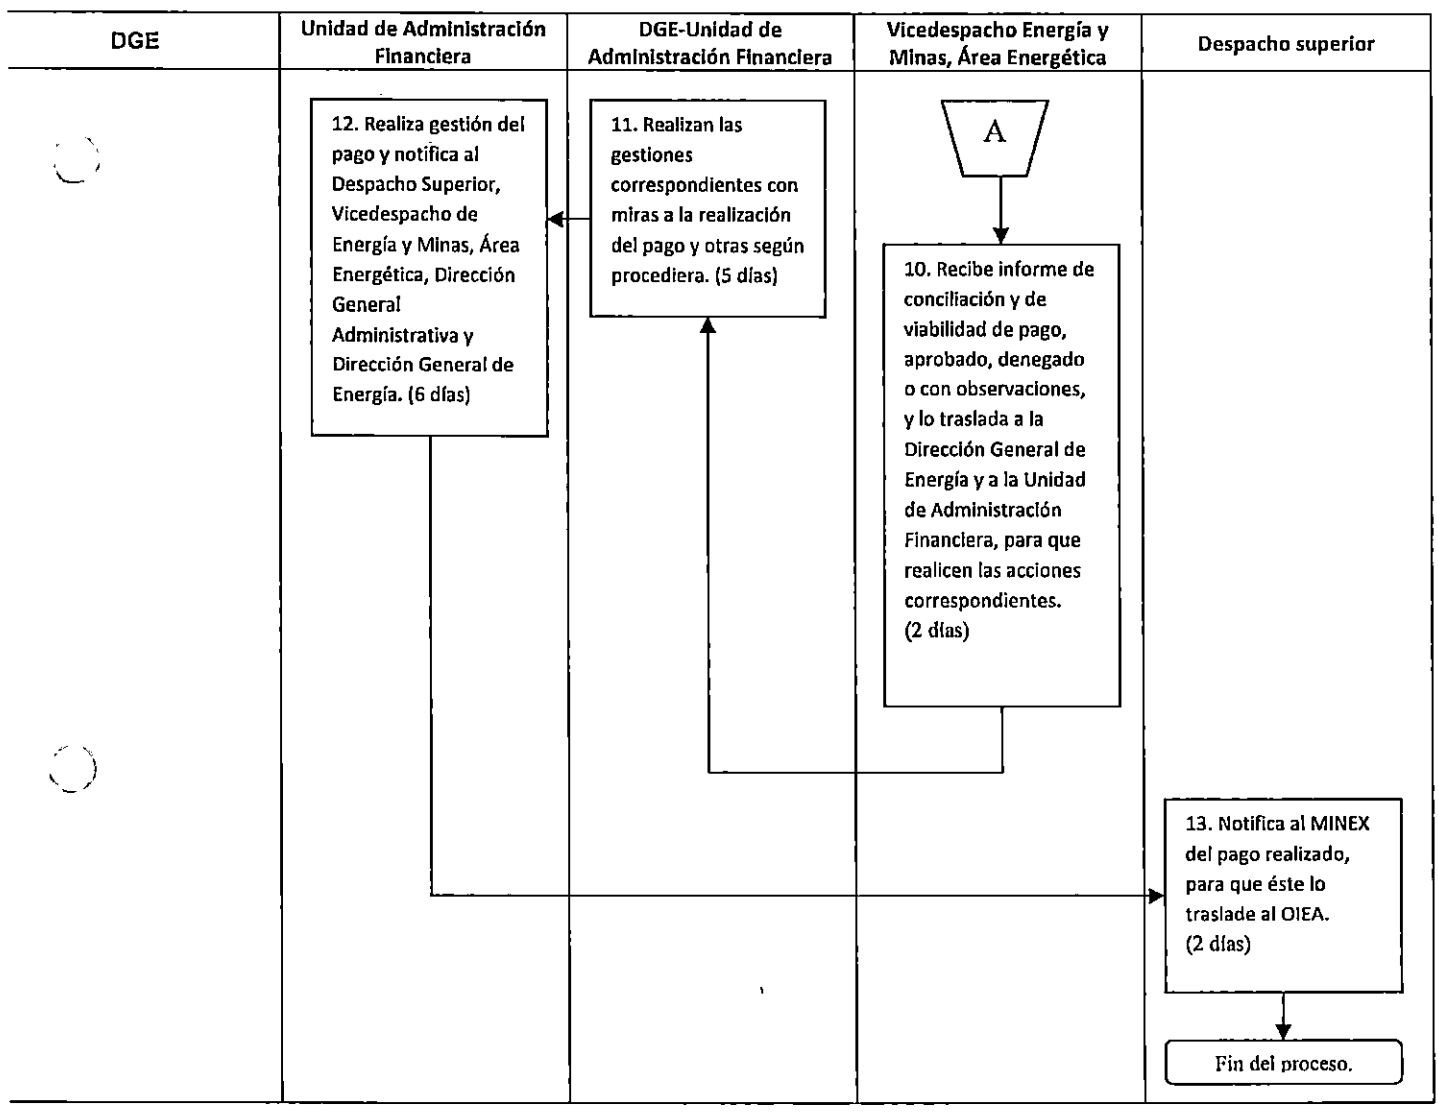 DGE
Unidad de Administración
Financiera
DGE-Unidad de
Administración Financiera
Vicedespacho Energía y
Minas, Área Energética
Despacho superior
12. Realiza gestión del
pago y notifica al
Despacho Superior,
Vicedespacho de
Energía y Minas, Área
Energética, Dirección
General
Administrativa y
Dirección General de
Energía. (6 días)
11. Realizan las
gestiones
correspondientes con
miras a la realización
del pago y otras según
procediera. (5 días)
A
10. Recibe informe de
conciliación y de
viabilidad de pago,
aprobado, denegado
o con observaciones,
y lo traslada a la
Dirección General de
Energía y a la Unidad
de Administración
Financiera, para que
realicen las acciones
correspondientes.
(2 días)
13. Notifica al MINEX
del pago realizado,
para que éste lo
traslade al OIEA.
(2 días)
Fin del proceso.